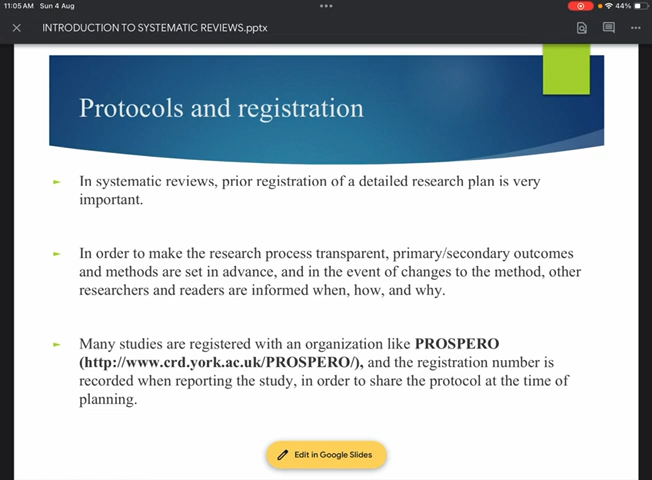 11:05 AM Sun 4 Aug
44%
INTRODUCTION TO SYSTEMATIC REVIEWS.pptx
Protocols and registration
In systematic reviews, prior registration of a detailed research plan is very
important.
In order to make the research process transparent, primary/secondary outcomes
and methods are set in advance, and in the event of changes to the method, other
researchers and readers are informed when, how, and why.
Many studies are registered with an organization like PROSPERO
(http://www.crd.york.ac.uk/PROSPERO/), and the registration number is
recorded when reporting the study, in order to share the protocol at the time of
planning.
Edit in Google Slides